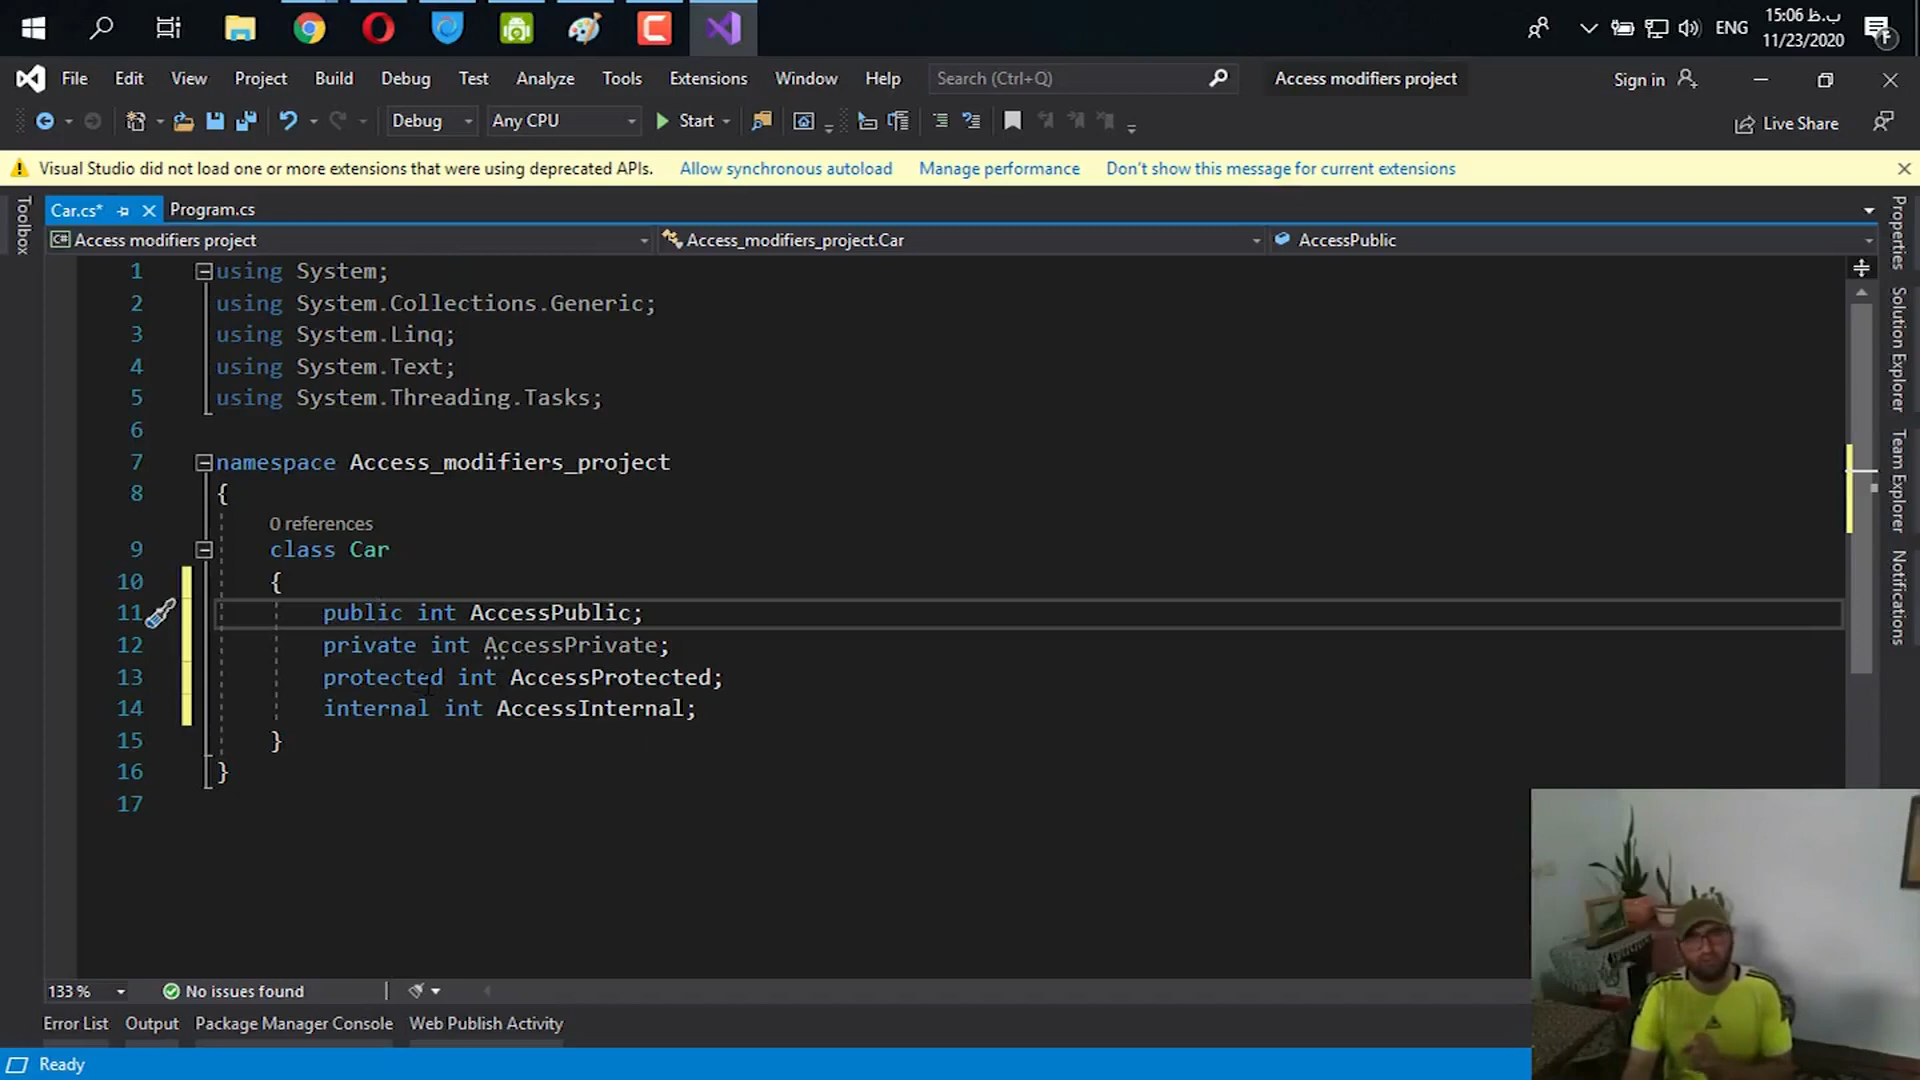 ENG
ب.ظ 15:06
11/23/2020
File Edit View Project Build Debug Test Analyze Tools Extensions Window Help
Search (Ctrl+Q)
Access modifiers project
Sign in
Debug
Any CPU
Start
Live Share
Visual Studio did not load one or more extensions that were using deprecated APIs. Allow synchronous autoload Manage performance Don't show this message for current extensions
Toolbox
Car.cs*
Program.cs
Access modifiers project
Access_modifiers_project.Car
AccessPublic
1 using System;
2 using System.Collections.Generic;
3 using System.Linq;
4 using System.Text;
5 using System.Threading.Tasks;
6
7 namespace Access_modifiers_project
8 {
0 references
9 class Car
10 {
11 public int AccessPublic;
12 private int AccessPrivate;
13 protected int AccessProtected;
14 internal int AccessInternal;
15 }
16 }
17
Properties
Solution Explorer
Team Explorer
Notifications
133 %
No issues found
Error List Output Package Manager Console Web Publish Activity
Ready